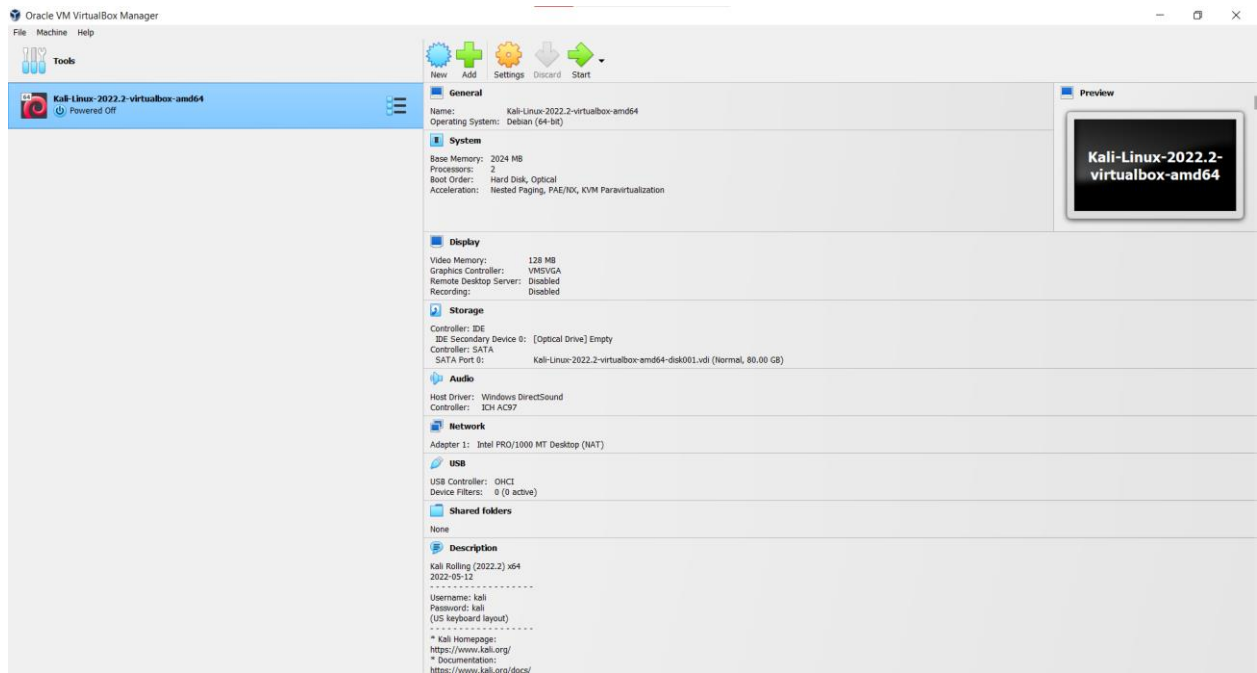 Oracle VM VirtualBox Manager
File Machine Help
Tools
New Add Settings Discard Start
64
Kali-Linux-2022.2-virtualbox-amd64
Powered Off
General
Name: Kali-Linux-2022.2-virtualbox-amd64
Operating System: Debian (64-bit)
System
Base Memory: 2024 MB
Processors: 2
Boot Order: Hard Disk, Optical
Acceleration: Nested Paging, PAE/NX, KVM Paravirtualization
Preview
Kali-Linux-2022.2-
virtualbox-amd64
Display
Video Memory: 128 MB
Graphics Controller: VMSVGA
Remote Desktop Server: Disabled
Recording: Disabled
Storage
Controller: IDE
IDE Secondary Device 0: [Optical Drive] Empty
Controller: SATA
SATA Port 0: Kali-Linux-2022.2-virtualbox-amd64-disk001.vdi (Normal, 80.00 GB)
Audio
Host Driver: Windows DirectSound
Controller: ICH AC97
Network
Adapter 1: Intel PRO/1000 MT Desktop (NAT)
USB
USB Controller: OHCI
Device Filters: 0 (0 active)
Shared folders
None
Description
Kali Rolling (2022.2) x64
2022-05-12
- - - - - - - - - - - - - - - - - - -
Username: kali
Password: kali
(US keyboard layout)
- - - - - - - - - - - - - - - - - - -
* Kali Homepage:
https://www.kali.org/
* Documentation:
https://www.kali.org/docs/